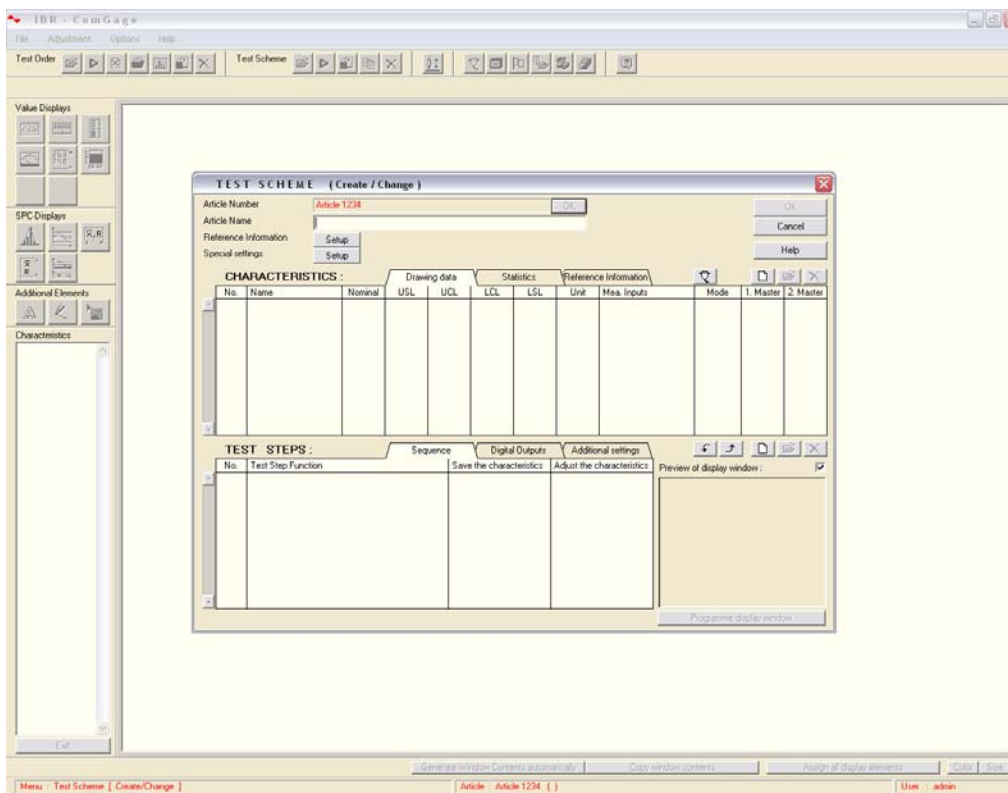 IBR - ComGage
File Adjustment Options Help
Test Order Test Scheme
Value Displays
SPC-Displays
Additional Elements
Characteristics
Exit
TEST SCHEME ( Create / Change )
Article Number Article 1234 OK OK
Article Name Cancel
Reference Information Setup
Special settings Setup Help
CHARACTERISTICS : Drawing data Statistics Reference Information
No. Name Nominal USL UCL LCL LSL Unit Mea. Inputs Mode 1. Master 2. Master
TEST STEPS : Sequence Digital Outputs Additional settings
No. Test Step Function Save the characteristics Adjust the characteristics Preview of display window :
Programme display window
Generate Window Contents automatically Copy window contents Assign all display elements Color Size
Menu : Test Scheme [ Create/Change ] Article : Article 1234 ( ) User : admin